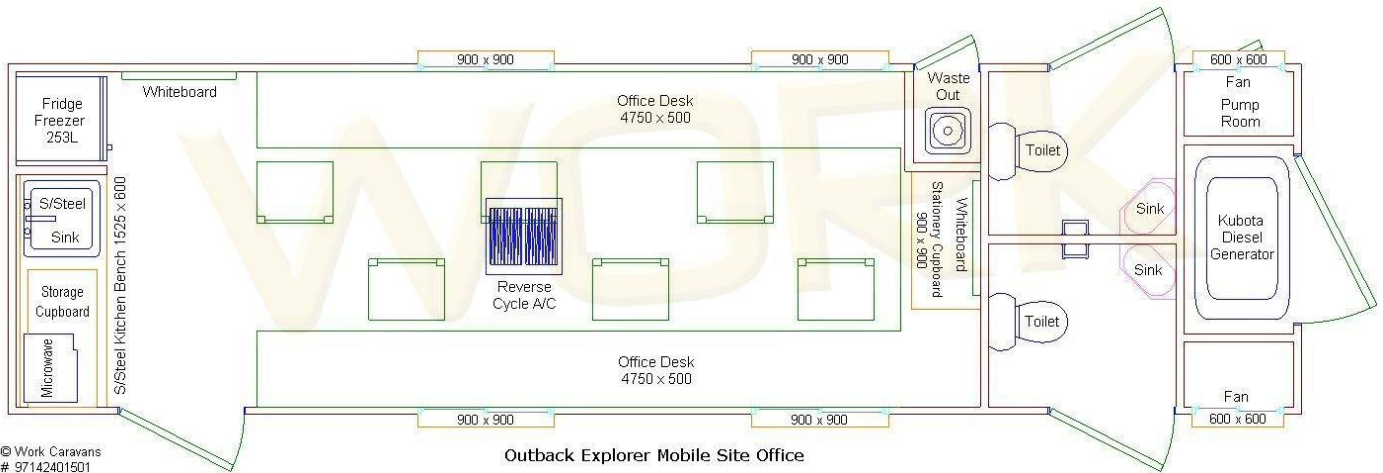 900 x 900
900 x 900
600 x 600
Fridge
Freezer
253L
Whiteboard
Office Desk
4750 x 500
Waste
Out
Fan
Pump
Room
Toilet
S/Steel
Sink
S/Steel Kitchen Bench 1525 x 600
Stationery Cupboard
900 x 900
Whiteboard
Sink
Kubota
Diesel
Generator
Sink
Storage
Cupboard
Reverse
Cycle A/C
Toilet
Microwave
Office Desk
4750 x 500
Fan
900 x 900
900 x 900
600 x 600
WORK
© Work Caravans
# 97142401501
Outback Explorer Mobile Site Office